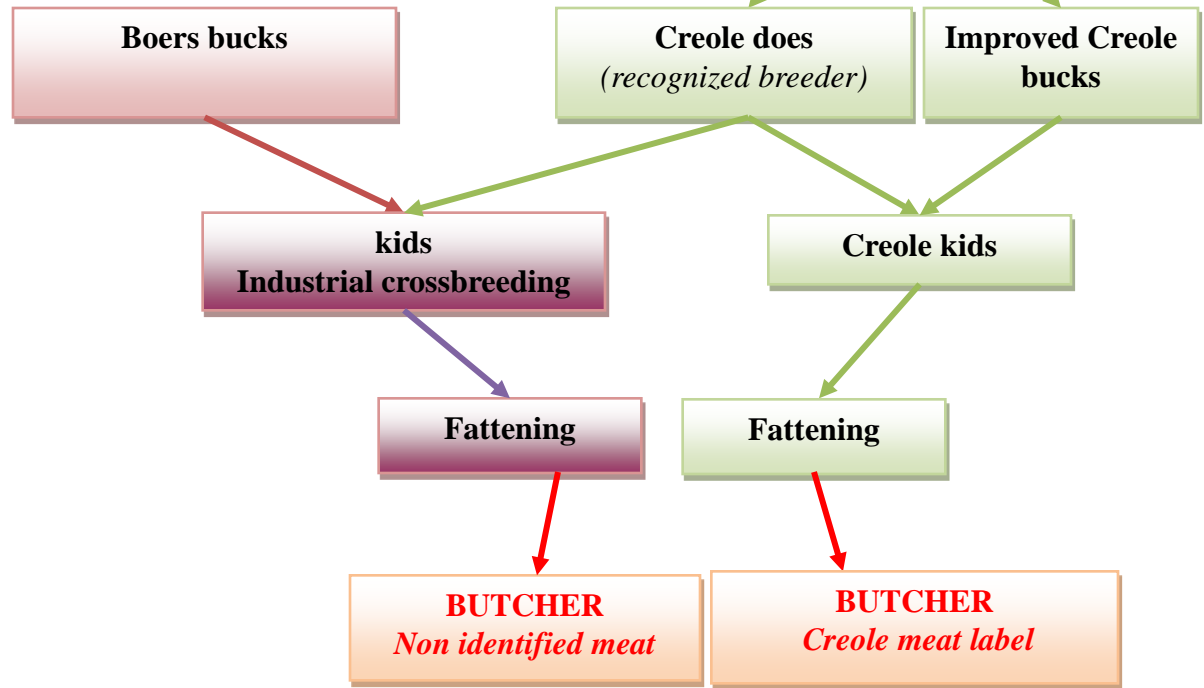 Boers bucks
Creole does
(recognized breeder)
Improved Creole
bucks
kids
Industrial crossbreeding
Creole kids
Fattening
Fattening
BUTCHER
Non identified meat
BUTCHER
Creole meat label